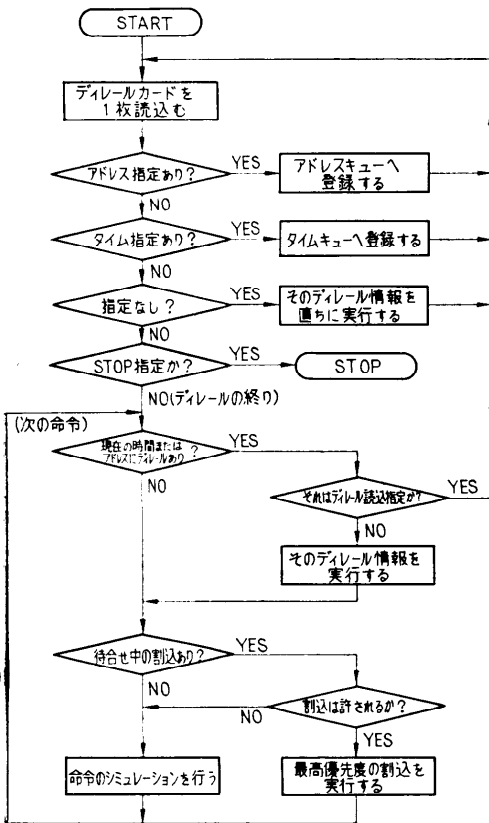 START
ディレールカードを
1枚読込む
アドレス指定あり?
YES
アドレスキューへ
登録する
NO
タイム指定あり?
YES
タイムキューへ登録する
NO
指定なし?
YES
そのディレール情報を
直ちに実行する
NO
STOP指定か?
YES
STOP
NO(ディレールの終り)
(次の命令)
現在の時間または
アドレスにディレールあり?
YES
NO
それはディレール読込指定か?
YES
NO
そのディレール情報を
実行する
待合せ中の割込あり?
YES
NO
割込は許されるか?
NO
YES
命令のシミュレーションを行う
最高優先度の割込を
実行する